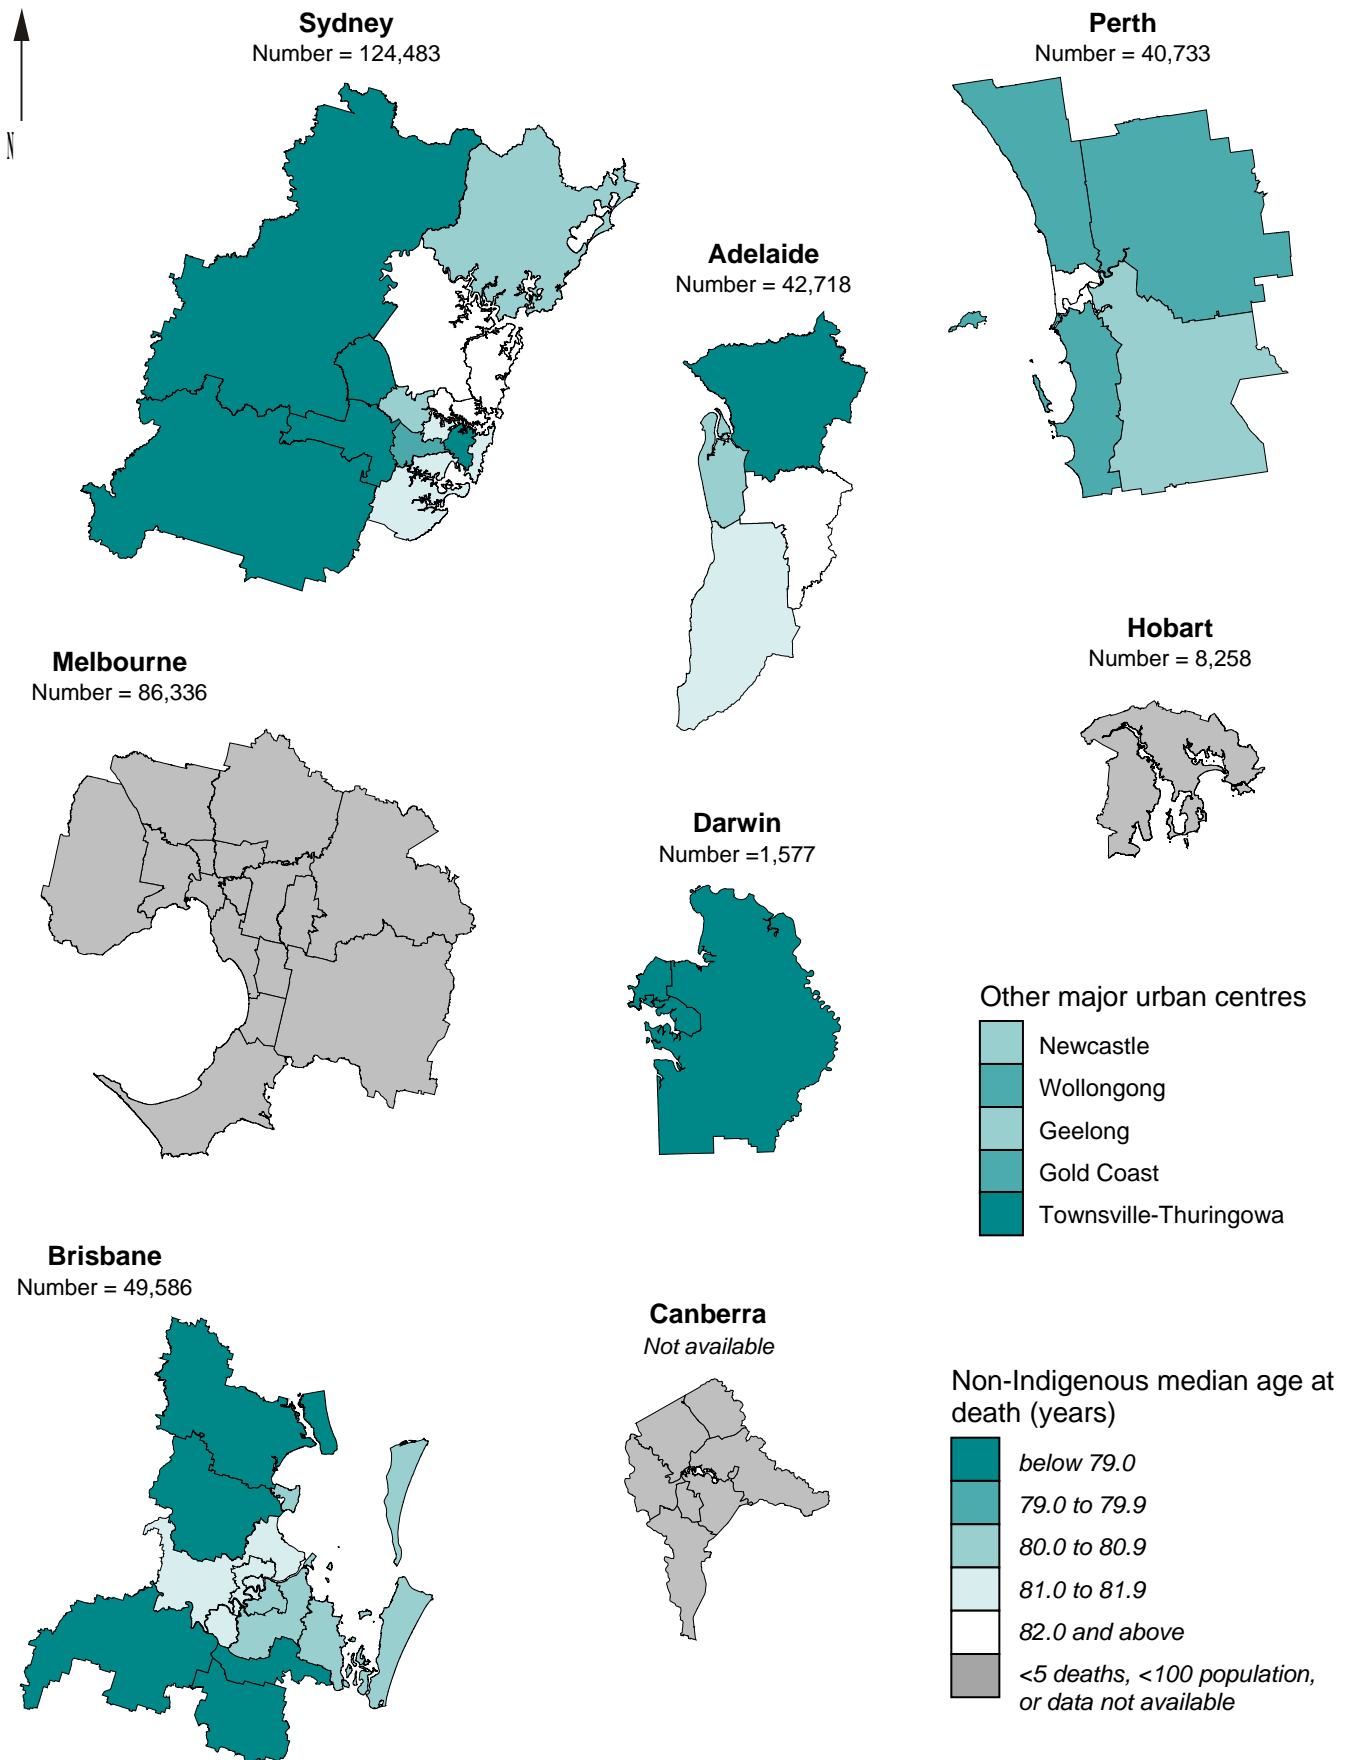 N
Sydney
Number = 124,483
Perth
Number = 40,733
Adelaide
Number = 42,718
Melbourne
Number = 86,336
Hobart
Number = 8,258
Darwin
Number =1,577
Other major urban centres
Newcastle
Wollongong
Geelong
Gold Coast
Townsville-Thuringowa
Brisbane
Number = 49,586
Canberra
Not available
Non-Indigenous median age at
death (years)
below 79.0
79.0 to 79.9
80.0 to 80.9
81.0 to 81.9
82.0 and above
<5 deaths, <100 population,
or data not available